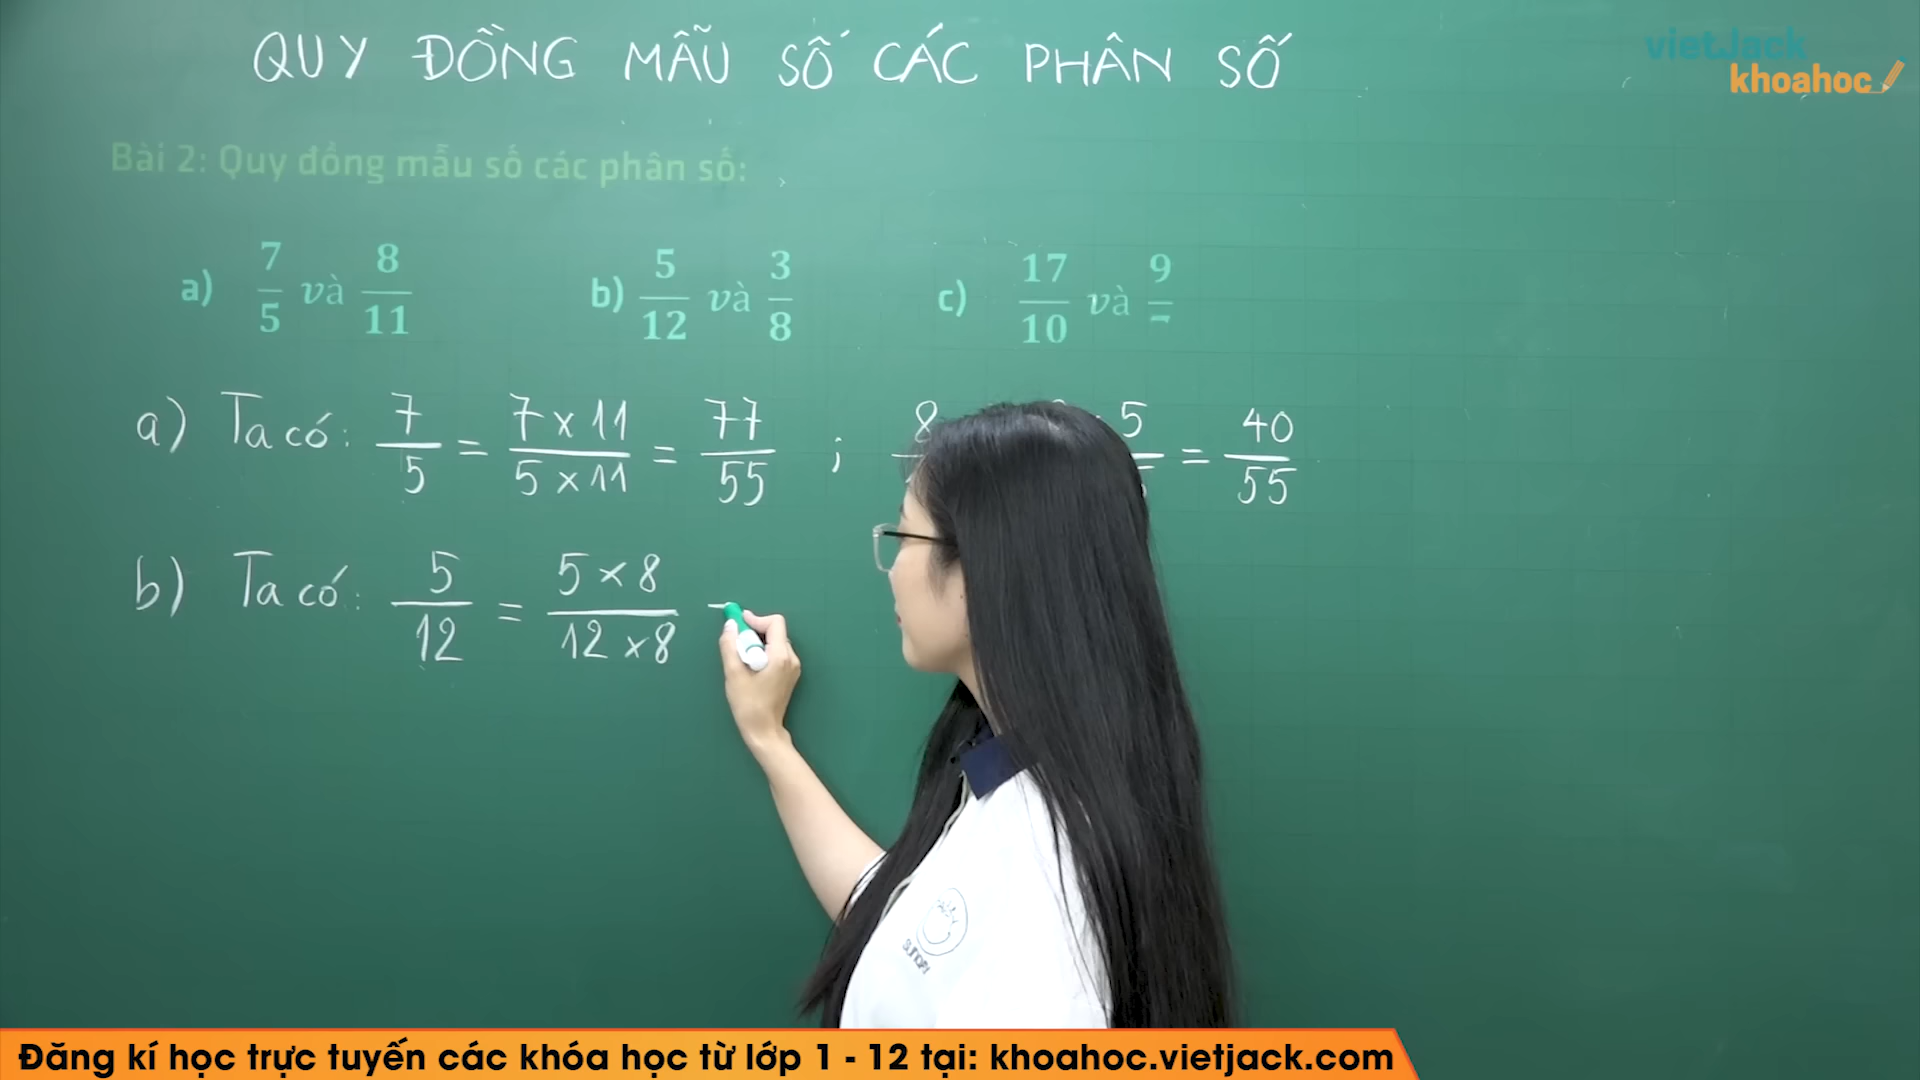 QUY ĐỒNG MẪU SỐ CÁC PHÂN SỐ
vietJack
khoahoc
Bài 2: Quy đồng mẫu số các phân số:
a) 7/5 và 8/11 b) 5/12 và 3/8 c) 17/10 và 9/
a) Ta có: 7/5 = 7 x 11/5 x 11 = 77/55 ; 8 5 = 40/55
b) Ta có: 5/12 = 5 x 8/12 x 8
SUNDAY
Đăng kí học trực tuyến các khóa học từ lớp 1 - 12 tại: khoahoc.vietjack.com